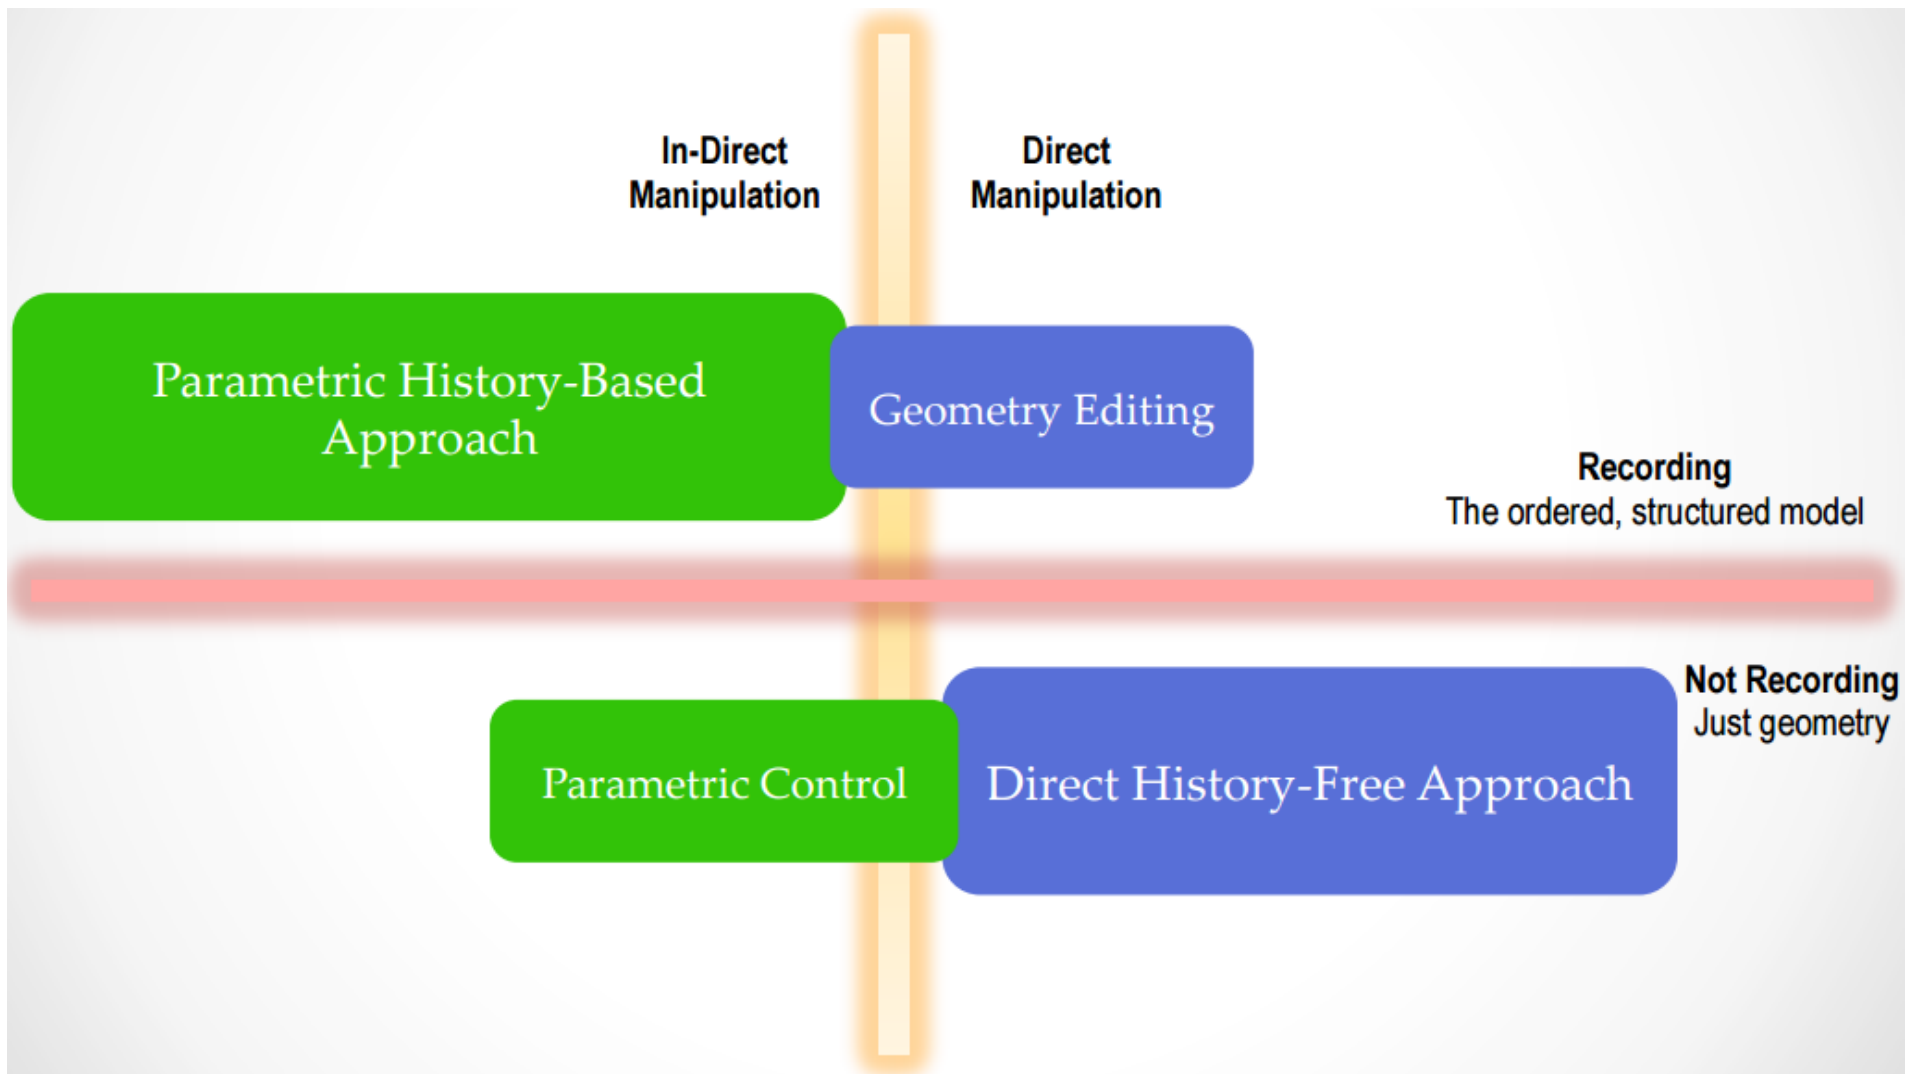 In-Direct
Manipulation
Direct
Manipulation
Parametric History-Based
Approach
Geometry Editing
Recording
The ordered, structured model
Not Recording
Just geometry
Parametric Control
Direct History-Free Approach